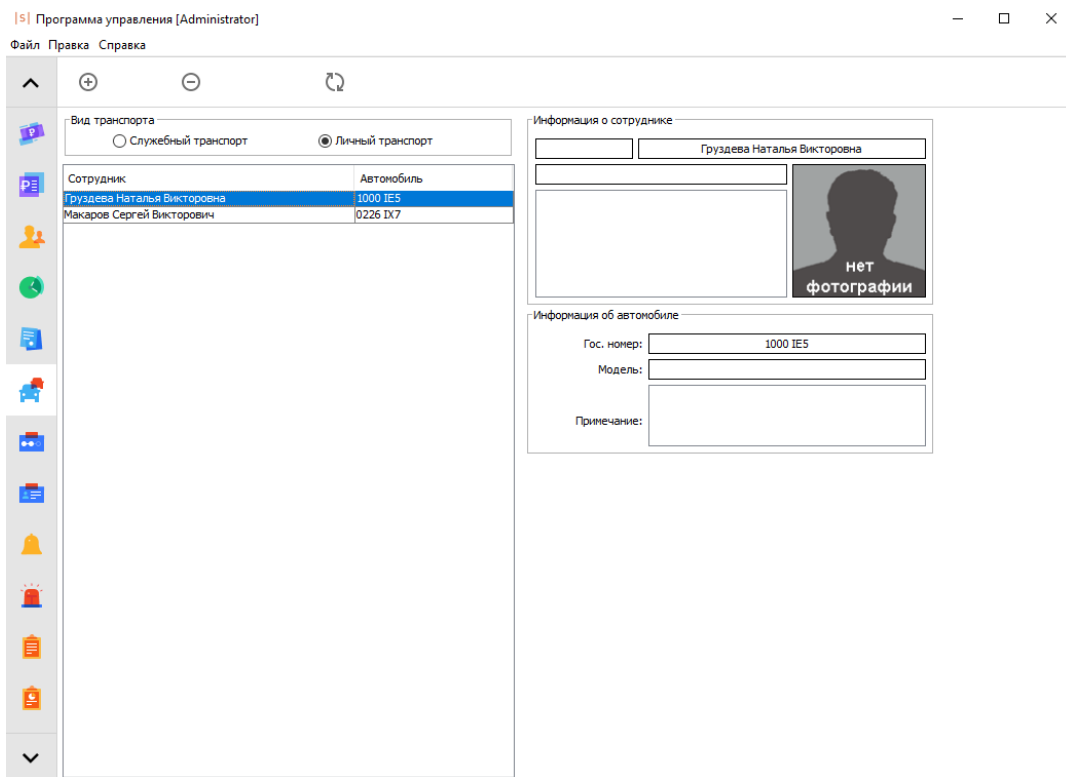 |S| Программа управления [Administrator]
Файл Правка Справка
Вид транспорта
Служебный транспорт Личный транспорт
Сотрудник Автомобиль
Груздева Наталья Викторовна 1000 IE5
Макаров Сергей Викторович 0226 IX7
Информация о сотруднике
Груздева Наталья Викторовна
нет
фотографии
Информация об автомобиле
Гос. номер: 1000 IE5
Модель:
Примечание: